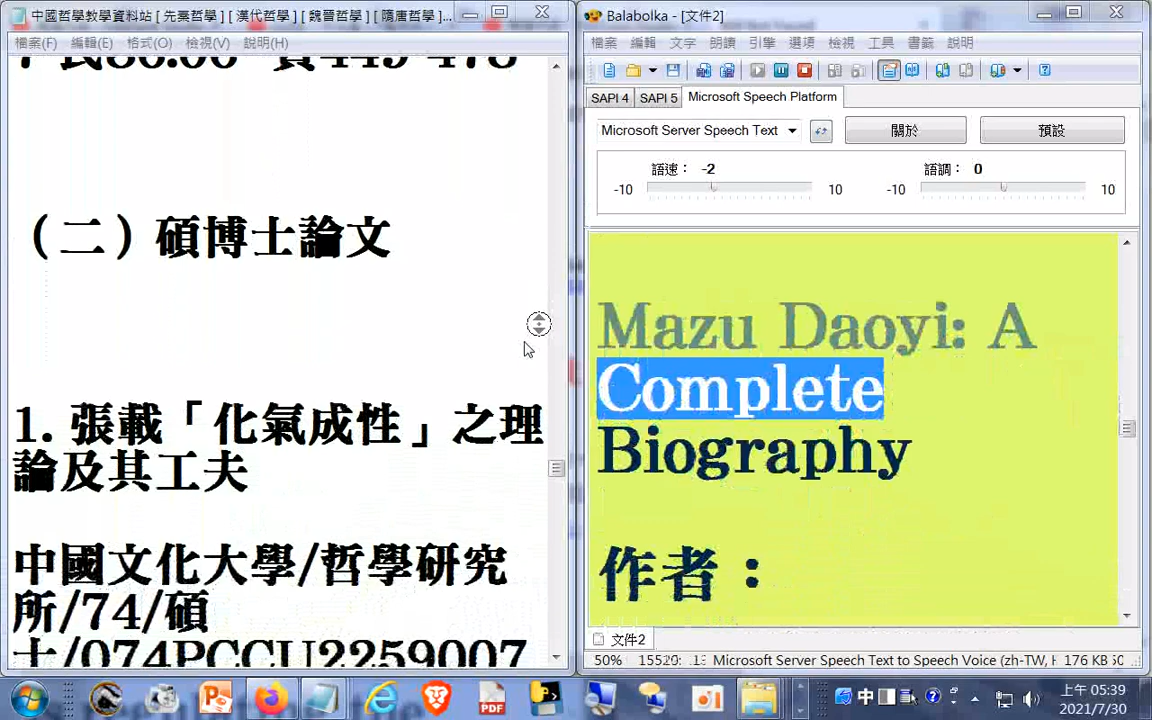 中國哲學教學資料站 [ 先秦哲學 ] [ 漢代哲學 ] [ 魏晉哲學 ] [ 隋唐哲學 ]...
檔案(F) 編輯(E) 格式(O) 檢視(V) 說明(H)
（二）碩博士論文
1. 張載「化氣成性」之理
論及其工夫
中國文化大學/哲學研究
所/74/碩
士/074PCCU2259007
Balabolka - [文件2]
檔案 編輯 文字 朗讀 引擎 選項 檢視 工具 書籤 說明
SAPI 4 SAPI 5 Microsoft Speech Platform
Microsoft Server Speech Text 關於 預設
語速： -2 語調： 0
-10 10 -10 10
Mazu Daoyi: A
Complete
Biography
作者：
文件2
50% Microsoft Server Speech Text to Speech Voice (zh-TW, H 176 KB
中
上午 05:39
2021/7/30